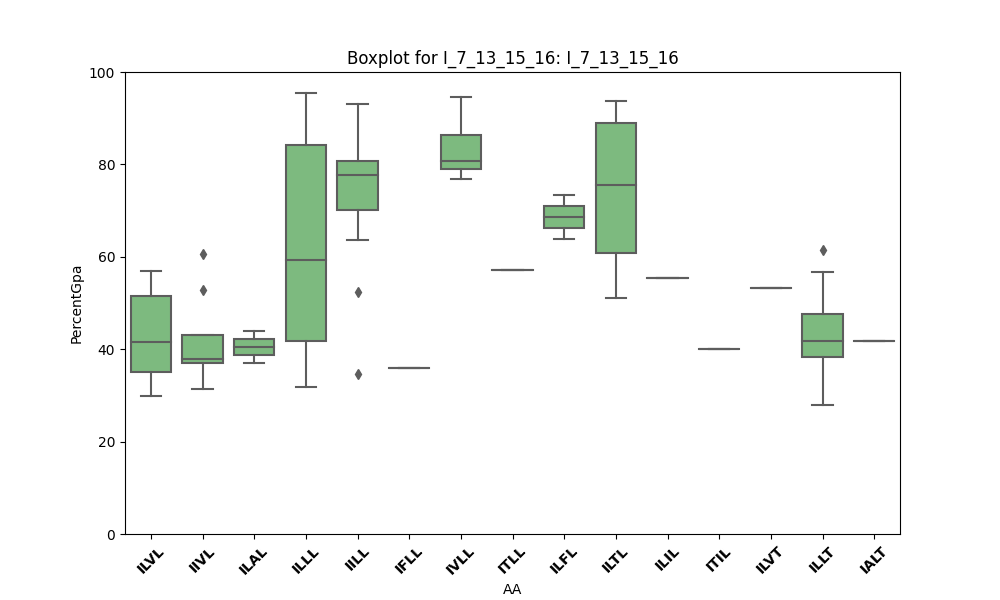 Boxplot for I_7_13_15_16: I_7_13_15_16
100
80
60
40
20
0
PercentGpa
ILVL IIVL ILAL ILLL IILL IFLL IVLL ITLL ILFL ILTL ILIL ITIL ILVT ILLT IALT
AA